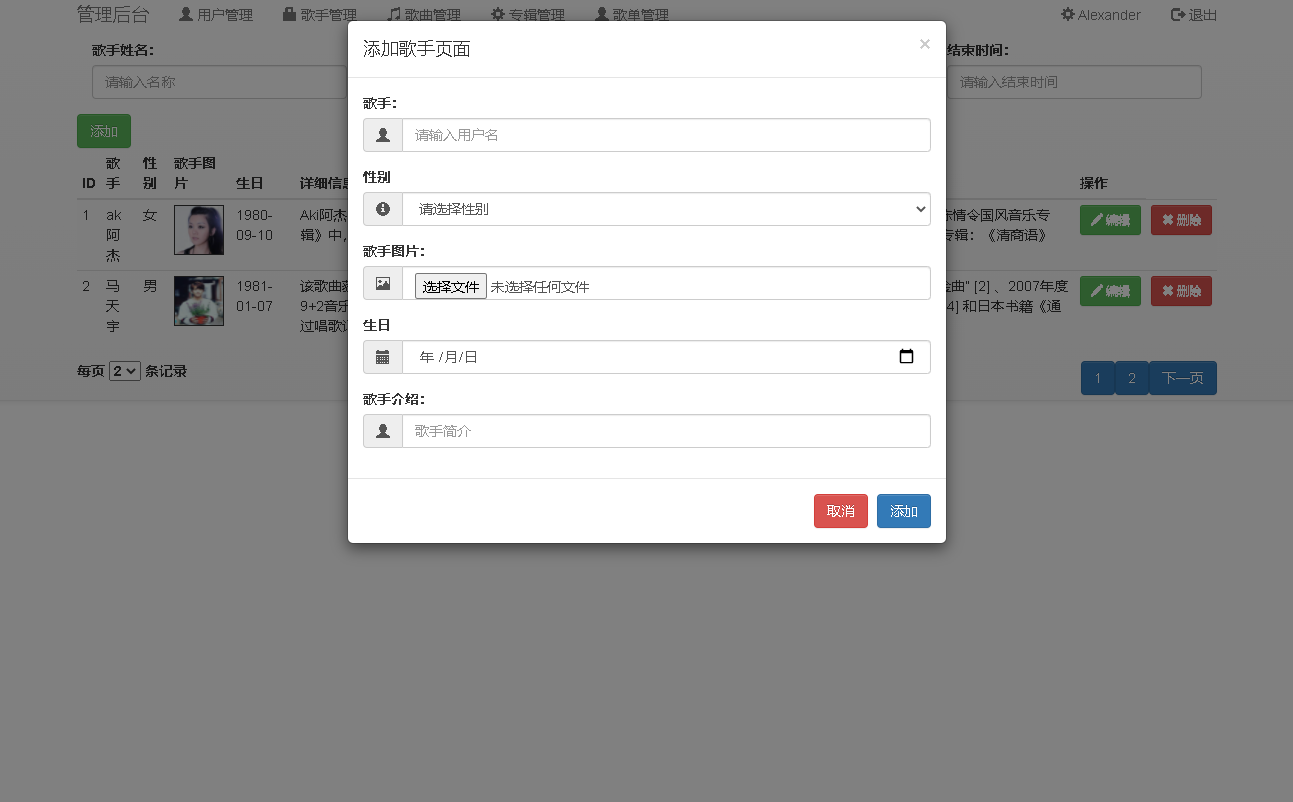 管理后台 用户管理 歌手管理 歌曲管理 专辑管理 歌单管理 Alexander 退出
添加歌手页面 ×
歌手姓名: 结束时间:
请输入名称 请输入结束时间
歌手:
请输入用户名
添加
性别
请选择性别
歌手图片:
选择文件 未选择任何文件
生日
年 /月/日
歌手介绍:
歌手简介
取消 添加
ID 歌手 性别 歌手图片 生日 详细信息 操作
1 ak阿杰 女 1980-09-10 Aki阿杰 情令国风音乐专 编辑 删除
辑》中, 专辑: 《清商语》
2 马天宇 男 1981-01-07 该歌曲 金曲" [2] 、2007年度 编辑 删除
9+2音乐 4] 和日本书籍《通
过唱歌
每页 2 条记录 1 2 下一页